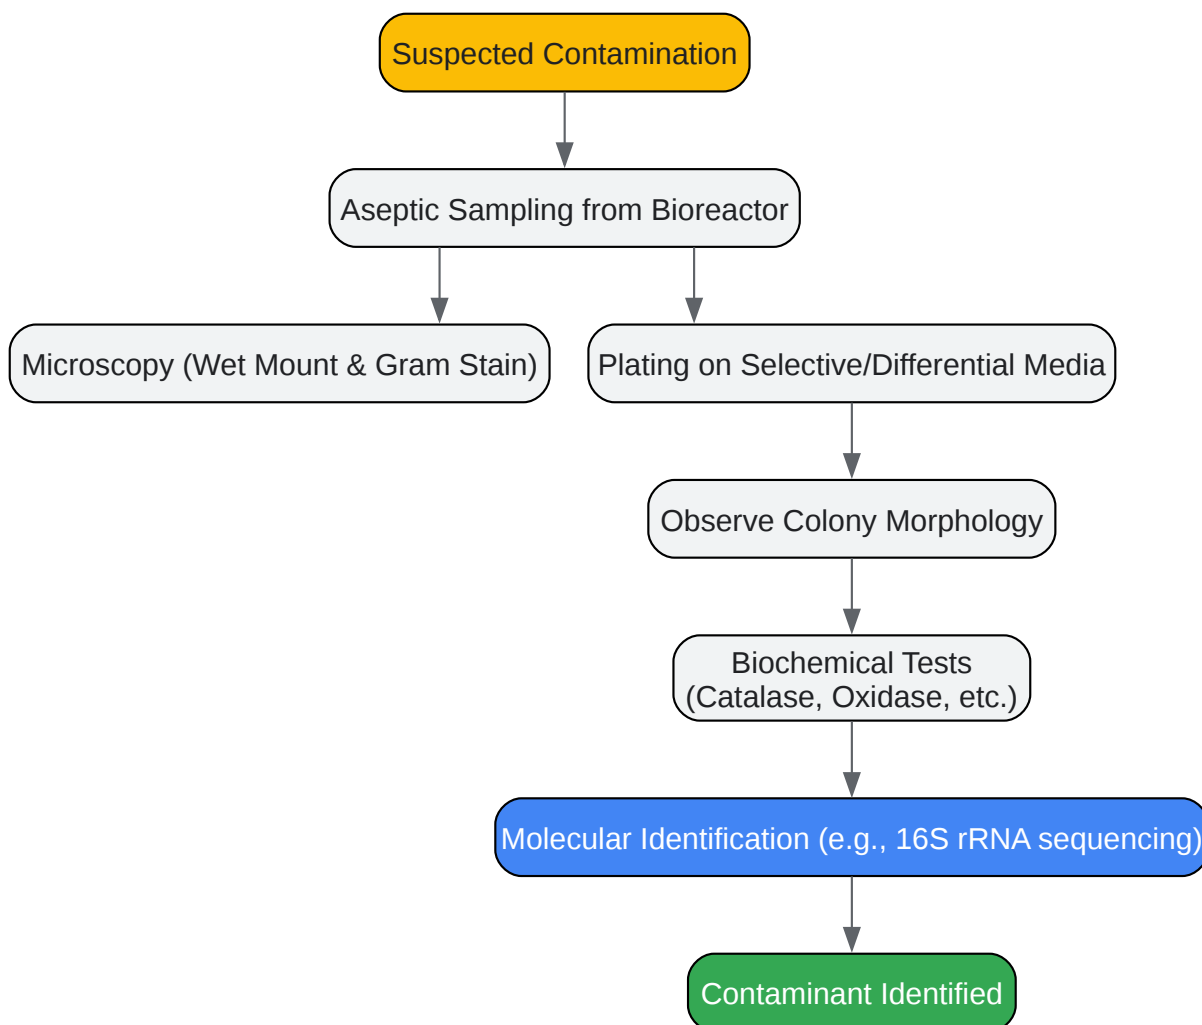 Suspected Contamination
Aseptic Sampling from Bioreactor
Microscopy (Wet Mount & Gram Stain)
Plating on Selective/Differential Media
Observe Colony Morphology
Biochemical Tests
(Catalase, Oxidase, etc.)
Molecular Identification (e.g., 16S rRNA sequencing)
Contaminant Identified